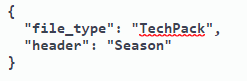 {
  "file_type": "TechPack",
  "header": "Season"
}